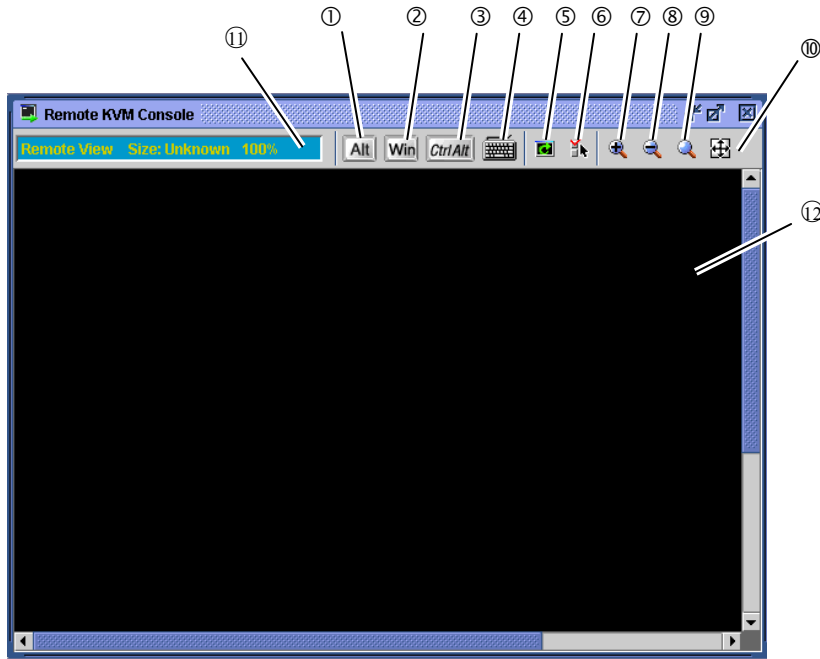 ① ② ③ ④ ⑤ ⑥ ⑦ ⑧ ⑨
⑪ ⑩
Remote KVM Console
Remote View Size: Unknown 100%
Alt Win Ctrl Alt
⑫